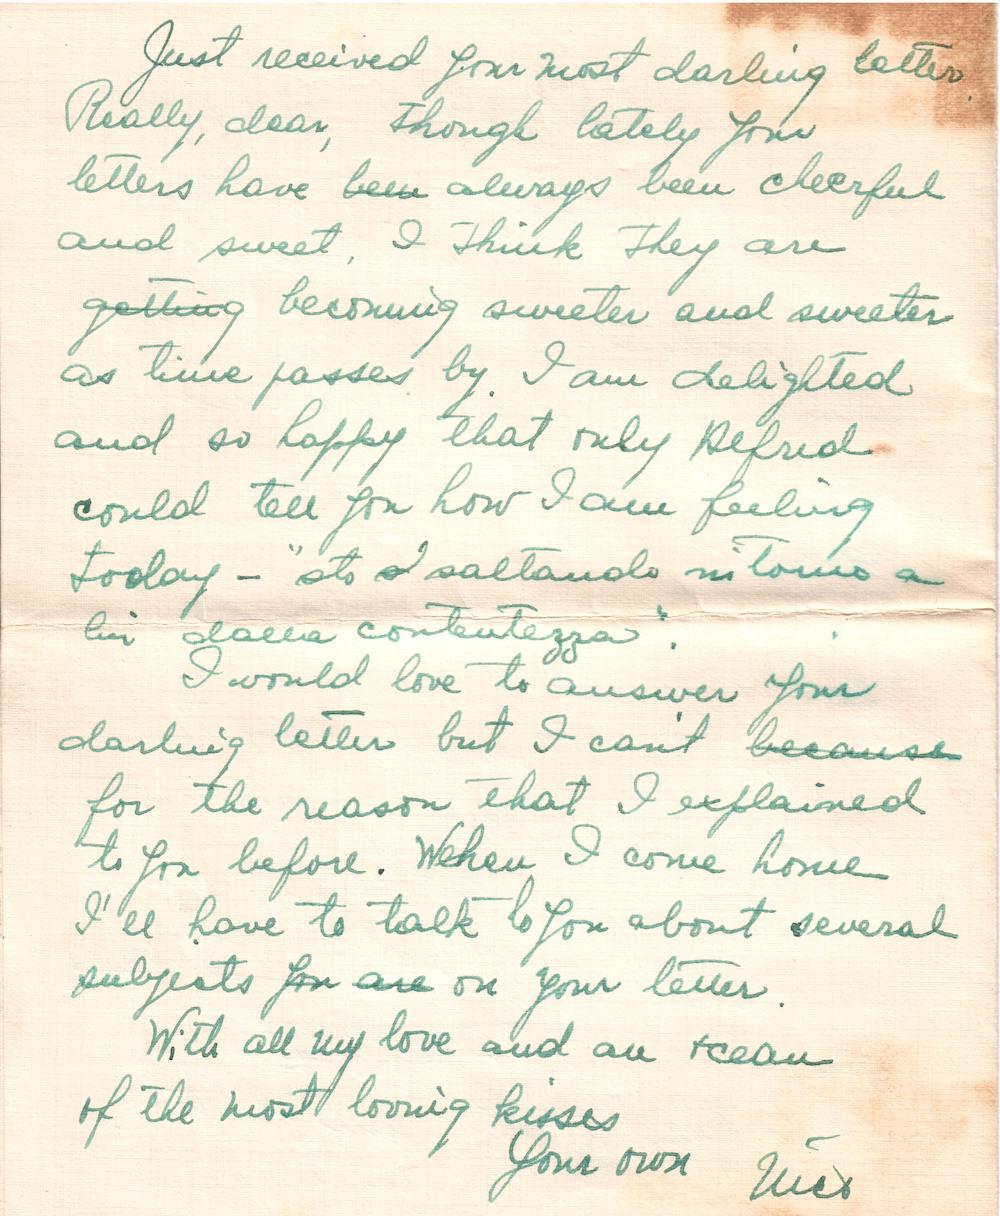 Just received your most darling letter.
Really, dear, though lately your
letters have been always been cheerful
and sweet, I think they are
getting becoming sweeter and sweeter
as time passes by. I am delighted
and so happy that only Alfred
could tell you how I am feeling
today - "sto saltando intorno a
lui dalla contentezza".
I would love to answer your
darling letter but I can't because
for the reason that I explained
to you before. Wehen I come home
I'll have to talk to you about several
subjects you are on your letter.
With all my love and an ocean
of the most loving kisses
Your own Nico